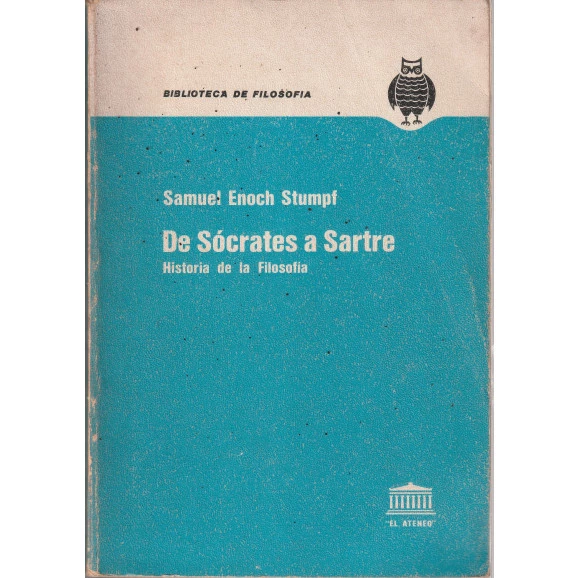 BIBLIOTECA DE FILOSOFIA
Samuel Enoch Stumpf
De Sócrates a Sartre
Historia de la Filosofía
"EL ATENEO"